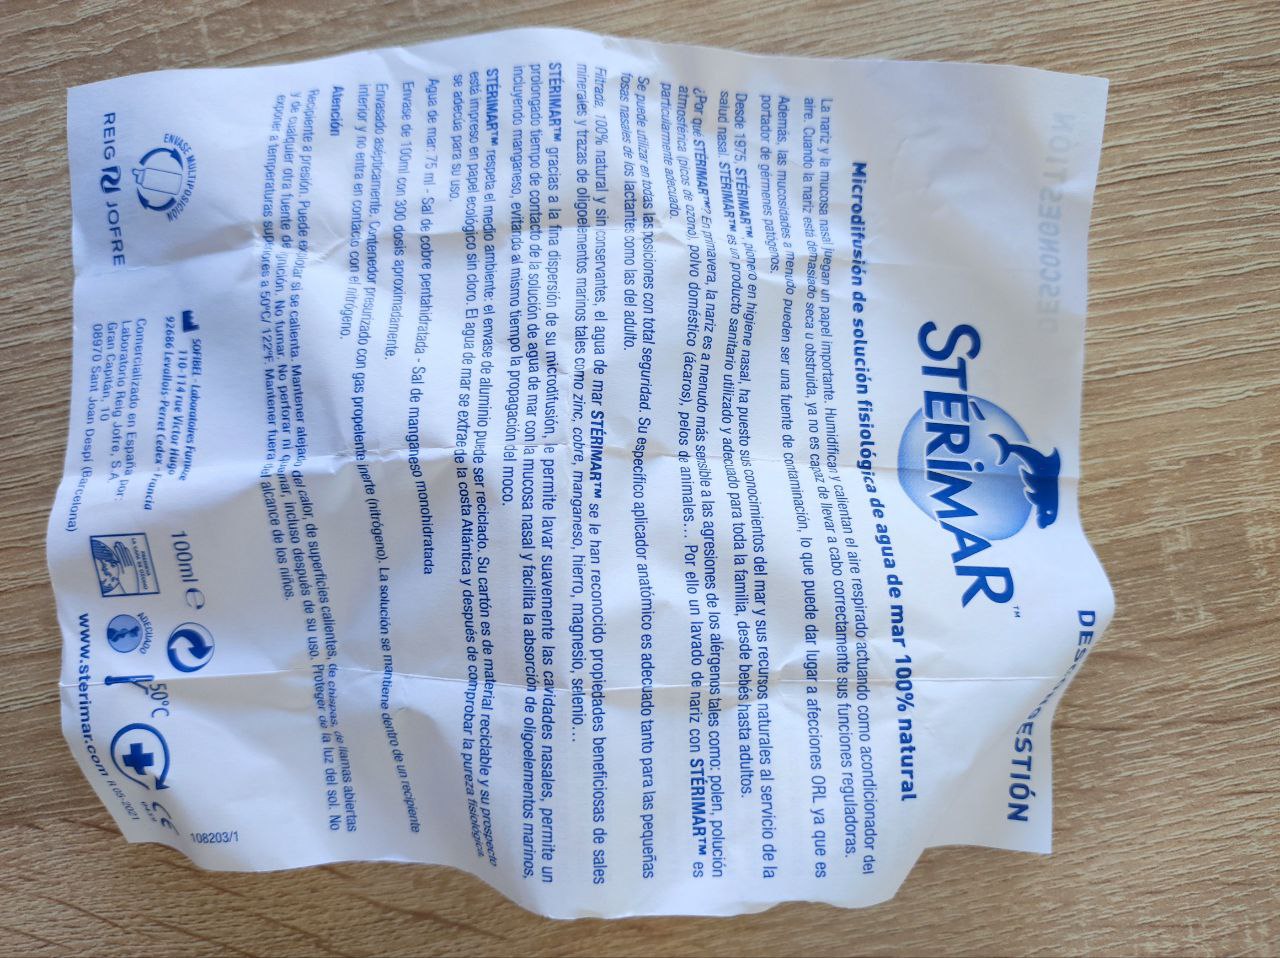 DESCONGESTIÓN
STÉRIMAR™
Microdifusión de solución fisiológica de agua de mar 100% natural
La nariz y la mucosa nasal juegan un papel importante. Humidifican y calientan el aire respirado actuando como acondicionador del
aire. Cuando la nariz está demasiado seca u obstruida, ya no es capaz de llevar a cabo correctamente sus funciones reguladoras.
Además, las mucosidades a menudo pueden ser una fuente de contaminación, lo que puede dar lugar a afecciones ORL ya que es
portador de gérmenes patógenos.
Desde 1975, STÉRIMAR™, pionero en higiene nasal, ha puesto sus conocimientos del mar y sus recursos naturales al servicio de la
salud nasal. STÉRIMAR™ es un producto sanitario utilizado y adecuado para toda la familia, desde bebés hasta adultos.
¿Por qué STÉRIMAR™? En primavera, la nariz es a menudo más sensible a las agresiones de los alérgenos tales como: polen, polución
atmosférica (picos de ozono), polvo doméstico (ácaros), pelos de animales... Por ello un lavado de nariz con STÉRIMAR™ es
particularmente adecuado.
Se puede utilizar en todas las posiciones con total seguridad. Su específico aplicador anatómico es adecuado tanto para las pequeñas
fosas nasales de los lactantes como las del adulto.
Filtrada, 100% natural y sin conservantes, el agua de mar STÉRIMAR™ se le han reconocido propiedades beneficiosas de sales
minerales y trazas de oligoelementos marinos tales como zinc, cobre, manganeso, hierro, magnesio, selenio...
STÉRIMAR™ gracias a la fina dispersión de su microdifusión, le permite lavar suavemente las cavidades nasales, permite un
prolongado tiempo de contacto de la solución de agua de mar con la mucosa nasal y facilita la absorción de oligoelementos marinos,
incluyendo manganeso, evitando al mismo tiempo la propagación del moco.
STÉRIMAR™ respeta el medio ambiente: el envase de aluminio puede ser reciclado. Su cartón es de material reciclable y su prospecto
está impreso en papel ecológico sin cloro. El agua de mar se extrae de la costa Atlántica y después de comprobar la pureza fisiológica,
se adecúa para su uso.
Agua de mar: 75 ml - Sal de cobre pentahidratada - Sal de manganeso monohidratada
Envase de 100ml con 300 dosis aproximadamente.
Envasado asépticamente. Contenedor presurizado con gas propelente inerte (nitrógeno). La solución se mantiene dentro de un recipiente
interior y no entra en contacto con el nitrógeno.
Atención
Recipiente a presión. Puede explotar si se calienta. Mantener alejado del calor, de superficies calientes, de chispas, de llamas abiertas
y de cualquier otra fuente de ignición. No fumar. No perforar ni quemar, incluso después de su uso. Proteger de la luz del sol. No
exponer a temperaturas superiores a 50ºC/ 122ºF. Mantener fuera del alcance de los niños.
ENVASE MULTIPOSICIÓN
REIG JOFRE
SOFIBEL - Laboratoires Fumouze
110-114 rue Victor Hugo
92686 Levallois-Perret Cedex - Francia
Comercializado en España por:
Laboratorio Reig Jofre, S.A.
Gran Capitán, 10
08970 Sant Joan Despí (Barcelona)
100ml e
ADECUADO
50ºC
CE
0459
www.sterimar.com
R 05-2021
108203/1